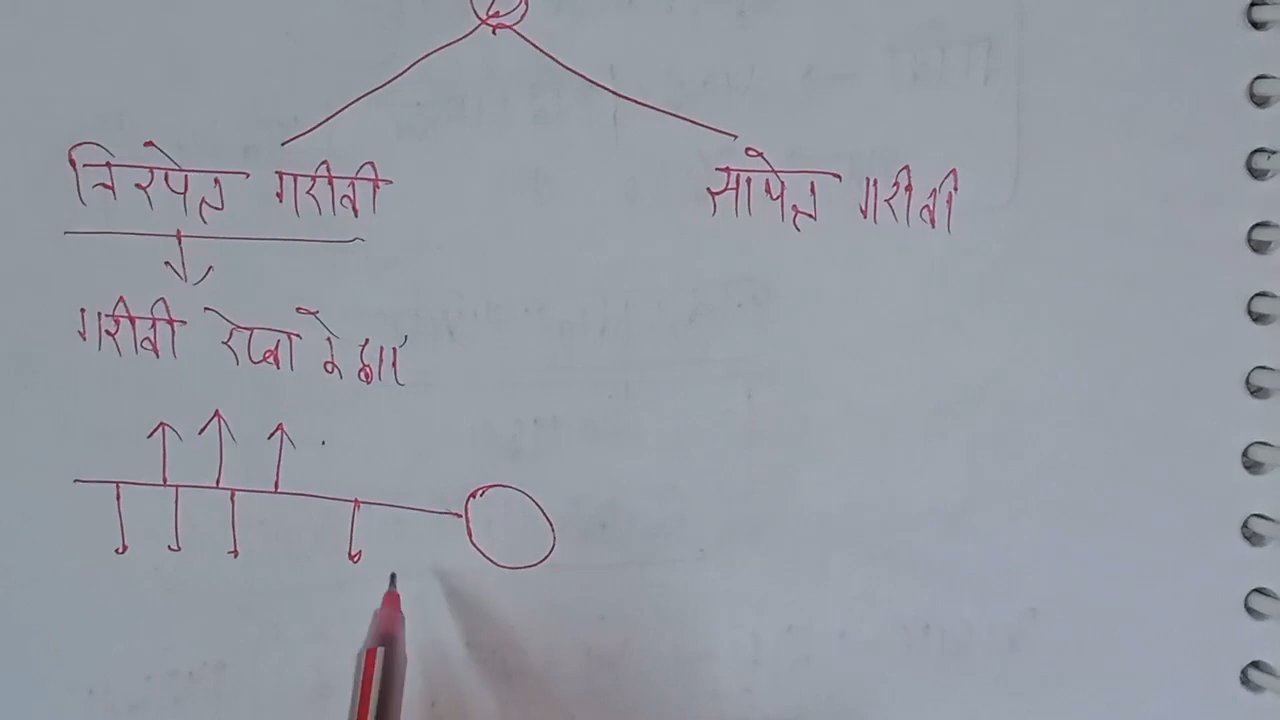 निरपेक्ष गरीबी
सापेक्ष गरीबी
गरीबी रेखा के द्वारा